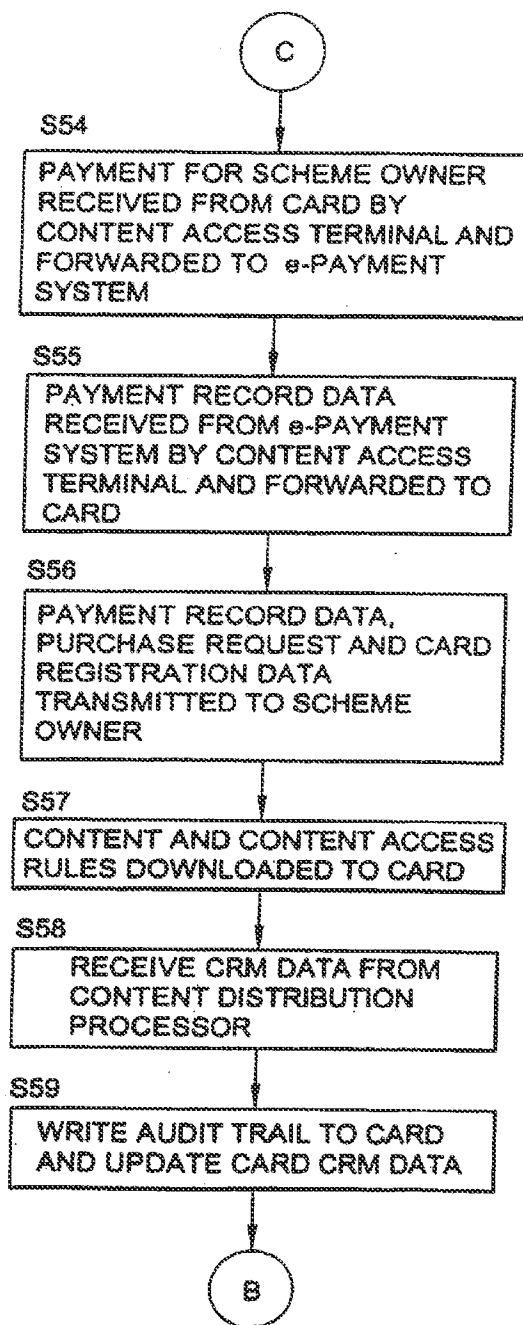 C
S54
PAYMENT FOR SCHEME OWNER
RECEIVED FROM CARD BY
CONTENT ACCESS TERMINAL AND
FORWARDED TO e-PAYMENT
SYSTEM
S55
PAYMENT RECORD DATA
RECEIVED FROM e-PAYMENT
SYSTEM BY CONTENT ACCESS
TERMINAL AND FORWARDED TO
CARD
S56
PAYMENT RECORD DATA,
PURCHASE REQUEST AND CARD
REGISTRATION DATA
TRANSMITTED TO SCHEME
OWNER
S57
CONTENT AND CONTENT ACCESS
RULES DOWNLOADED TO CARD
S58
RECEIVE CRM DATA FROM
CONTENT DISTRIBUTION
PROCESSOR
S59
WRITE AUDIT TRAIL TO CARD
AND UPDATE CARD CRM DATA
B